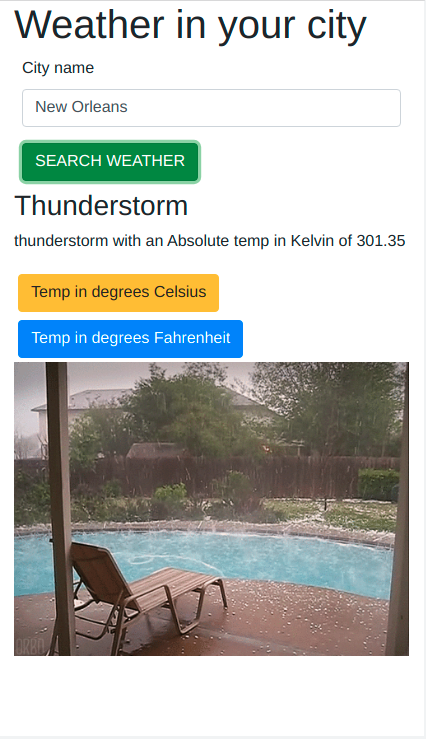 Weather in your city
City name
New Orleans
SEARCH WEATHER
Thunderstorm
thunderstorm with an Absolute temp in Kelvin of 301.35
Temp in degrees Celsius
Temp in degrees Fahrenheit